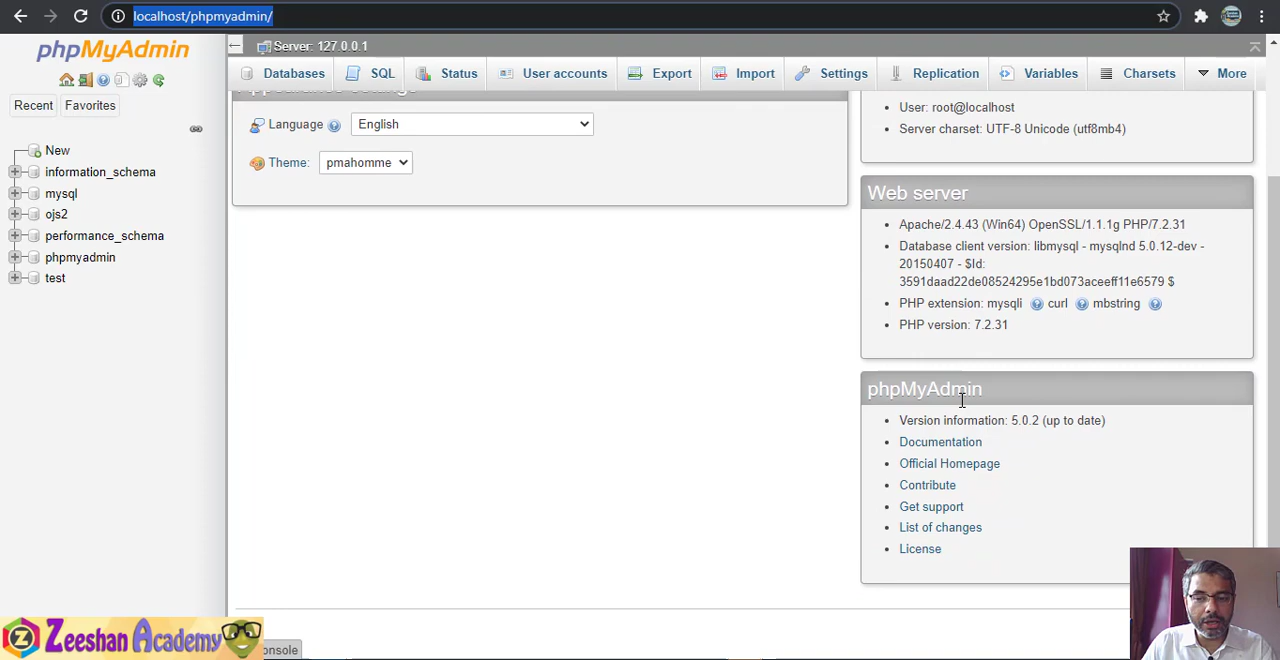 localhost/phpmyadmin/
phpMyAdmin
Recent Favorites
New
information_schema
mysql
ojs2
performance_schema
phpmyadmin
test
Server: 127.0.0.1
Databases SQL Status User accounts Export Import Settings Replication Variables Charsets More
Language English
Theme: pmahomme
User: root@localhost
Server charset: UTF-8 Unicode (utf8mb4)
Web server
Apache/2.4.43 (Win64) OpenSSL/1.1.1g PHP/7.2.31
Database client version: libmysql - mysqlnd 5.0.12-dev -
20150407 - $Id:
3591daad22de08524295e1bd073aceeff11e6579 $
PHP extension: mysqli curl mbstring
PHP version: 7.2.31
phpMyAdmin
Version information: 5.0.2 (up to date)
Documentation
Official Homepage
Contribute
Get support
List of changes
License
onsole
Zeeshan Academy